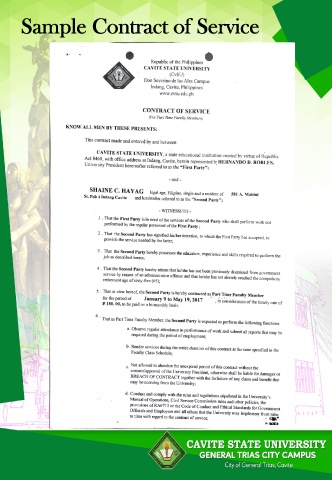 Sample Contract of Service
Republic of the Philippines
CAVITE STATE UNIVERSITY
(CvSU)
Don Severino de las Alas Campus
Indang, Cavite, Philippines
www.cvsu.edu.ph
CONTRACT OF SERVICE
(For Part Time Faculty Members)
KNOW ALL MEN BY THESE PRESENTS:
This contract made and entered by and between:
CAVITE STATE UNIVERSITY, a state educational institution created by virtue of Republic
Act 8468, with office address at Indang, Cavite, herein represented by HERNANDO D. ROBLES,
University President hereinafter referred to as the "First Party";
- and -
SHAINE C. HAYAG legal age, Filipino, single and a resident of 581 A. Mabini
St. Pob 4 Indang Cavite and hereinafter referred to as the "Second Party";
- WITNESSETH -
1. That the First Party is in need of the services of the Second Party who shall perform work not
performed by the regular personnel of the First Party;
2. That the Second Party has signified his/her intention, to which the First Party has accepted, to
provide the service needed by the latter;
3. That the Second Party hereby possesses the education, experience and skills required to perform the
job as described herein;
4. That the Second Party hereby attests that he/she has not been previously dismissed from government
service by reason of an administrative offense and that he/she has not already reached the compulsory
retirement age of sixty five (65);
5. That in view hereof, the Second Party is hereby contracted as Part Time Faculty Member
for the period of January 9 to May 19, 2017, in consideration of the hourly rate of
to be paid on a bi-monthly basis
6.
That as Part Time Faculty Member, the Second Party is expected to perform the following functions
a. Observe regular attendance in performance of work and submit all reports that may be
required during the period of employment;
b. Render services during the entire duration of this contract at the time specified in the
Faculty Class Schedule;
c. Not allowed to abandon the unexpired period of this contract without the
consent/approval of the University President, otherwise shall be liable for damages or
BREACH OF CONTRACT together with the forfeiture of any claim and benefit that
may be accruing from the University;
d. Conduct and comply with the rules and regulations stipulated in the University's
Manual of Operations, Civil Service Commission rules and other policies, the
provisions of RA6713 or the Code of Conduct and Ethical Standards for Government
Officials and Employees and all others that the University may implement from time
to time with regard to the contract of service;
CAVITE STATE UNIVERSITY
GENERAL TRIAS CITY CAMPUS
City of General Trias, Cavite